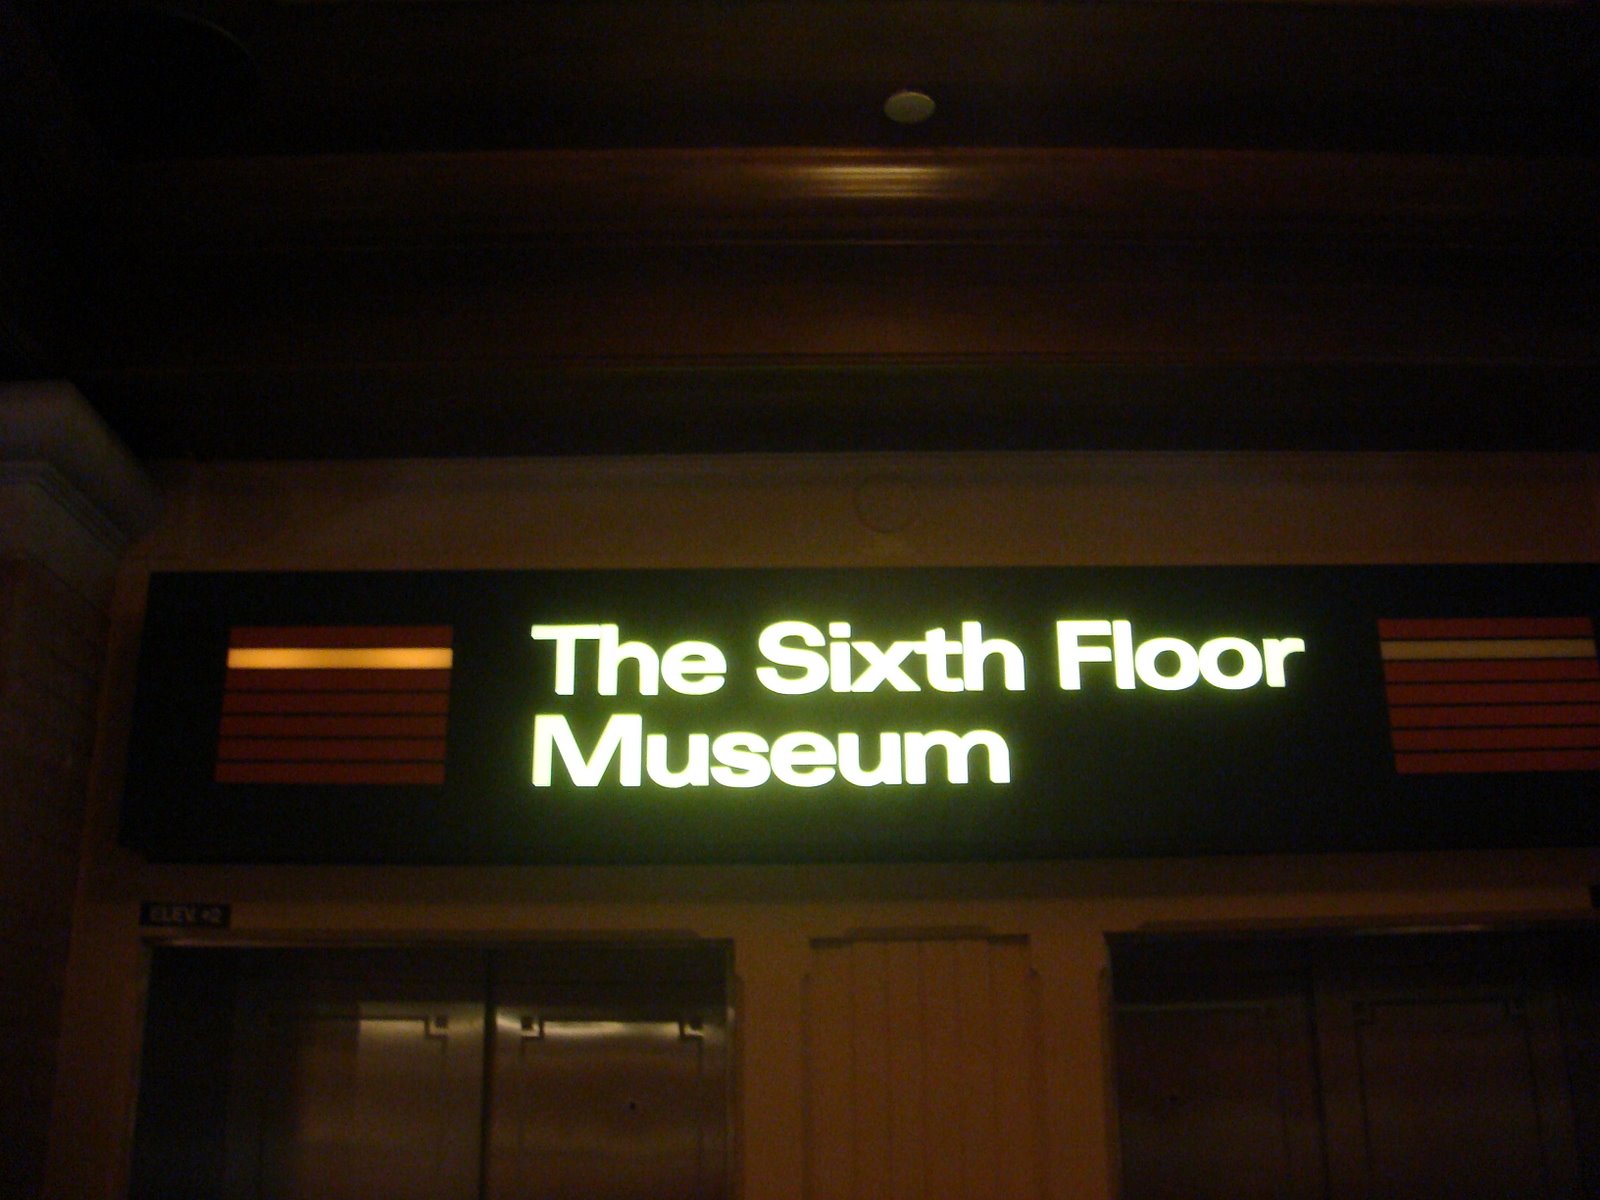 The Sixth Floor
Museum
ELEV. #2